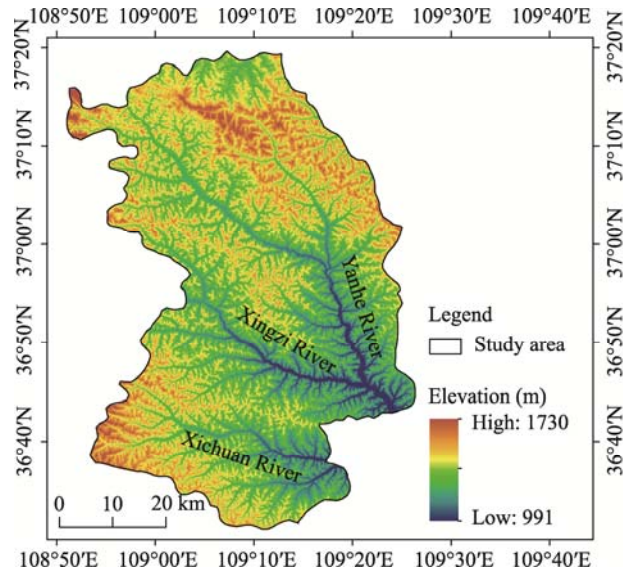 108°50′E 109°00′E 109°10′E 109°20′E 109°30′E 109°40′E
37°20′N 37°20′N
37°10′N 37°10′N
37°00′N 37°00′N
36°50′N 36°50′N
36°40′N 36°40′N
Yanhe River
Xingzi River
Xichuan River
Legend
Study area
Elevation (m)
High: 1730
Low: 991
0 10 20 km
108°50′E 109°00′E 109°10′E 109°20′E 109°30′E 109°40′E